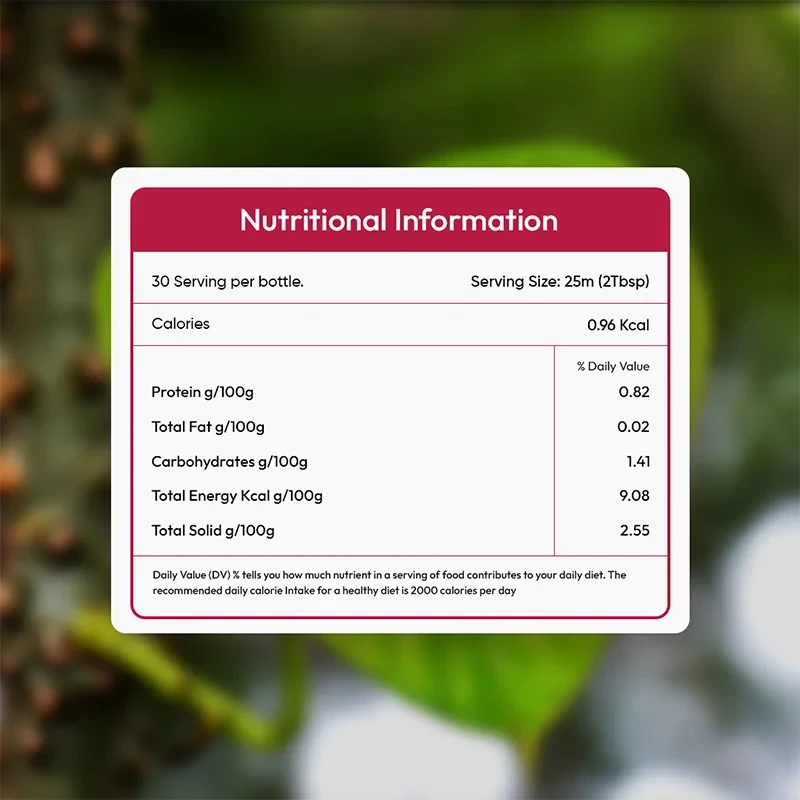 Nutritional Information
30 Serving per bottle. Serving Size: 25m (2Tbsp)
Calories 0.96 Kcal
% Daily Value
Protein g/100g 0.82
Total Fat g/100g 0.02
Carbohydrates g/100g 1.41
Total Energy Kcal g/100g 9.08
Total Solid g/100g 2.55
Daily Value (DV) % tells you how much nutrient in a serving of food contributes to your daily diet. The
recommended daily calorie Intake for a healthy diet is 2000 calories per day